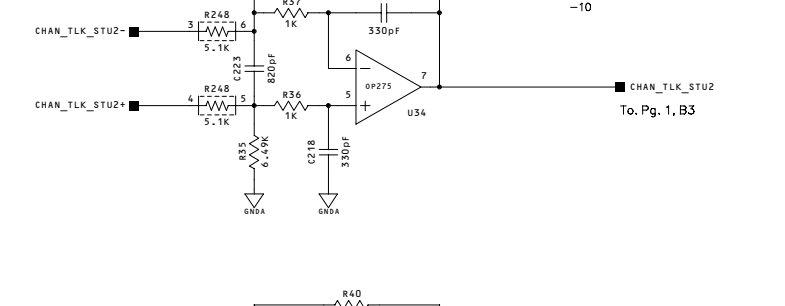 R37
-10
R248
1K
330pF
CHAN_TLK_STU2-
3
6
5.1K
C223
820pF
6
7
OP275
CHAN_TLK_STU2
R248
R36
CHAN_TLK_STU2+
4
5
5
5.1K
1K
U34
To. Pg. 1, B3
R35
6.49K
C218
330pF
GNDA
GNDA
R40